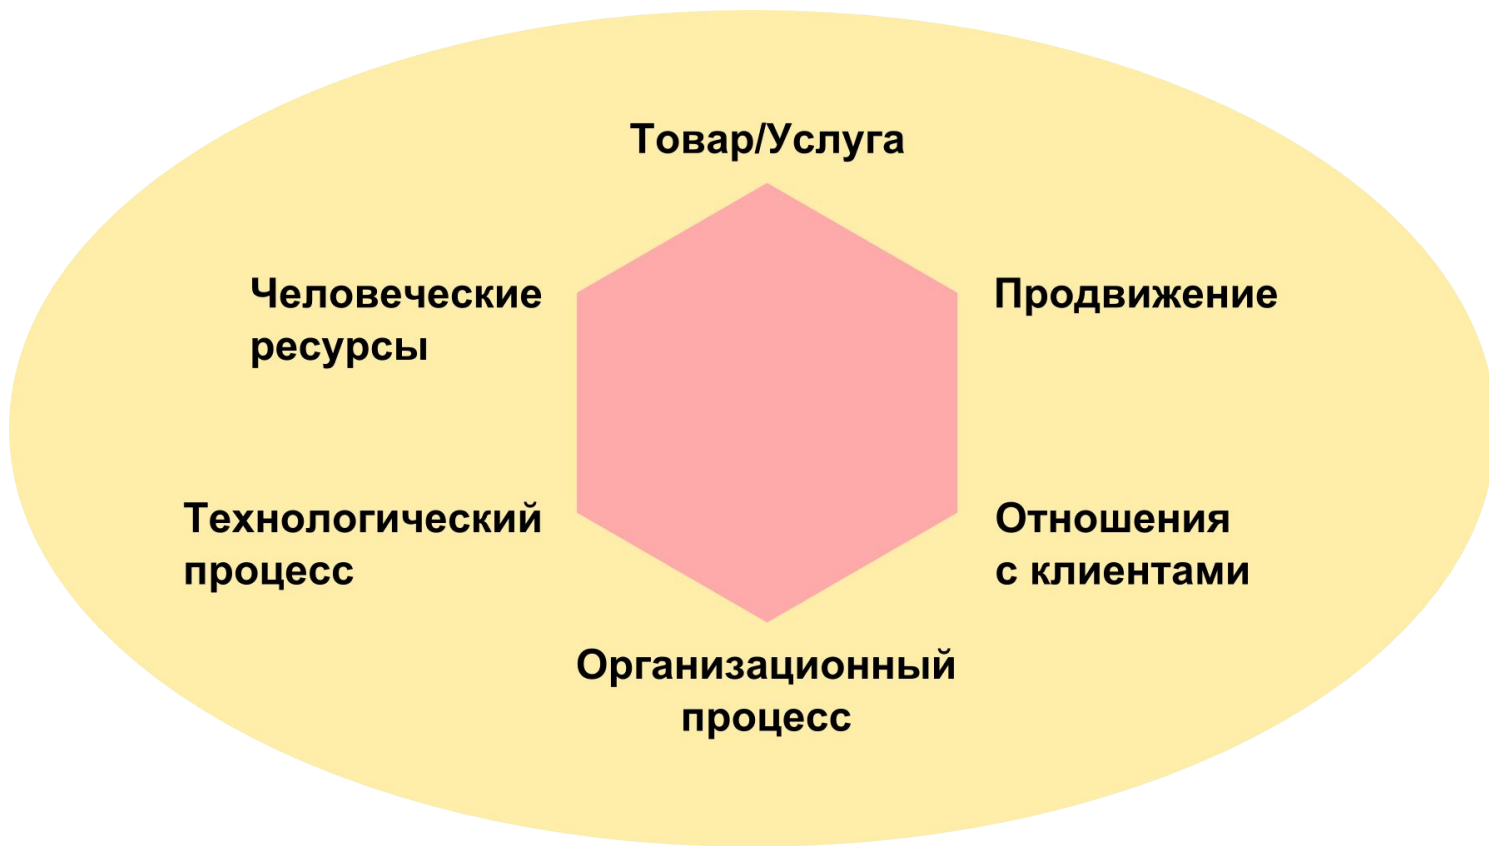 Товар/Услуга
Человеческие
ресурсы
Продвижение
Технологический
процесс
Отношения
с клиентами
Организационный
процесс